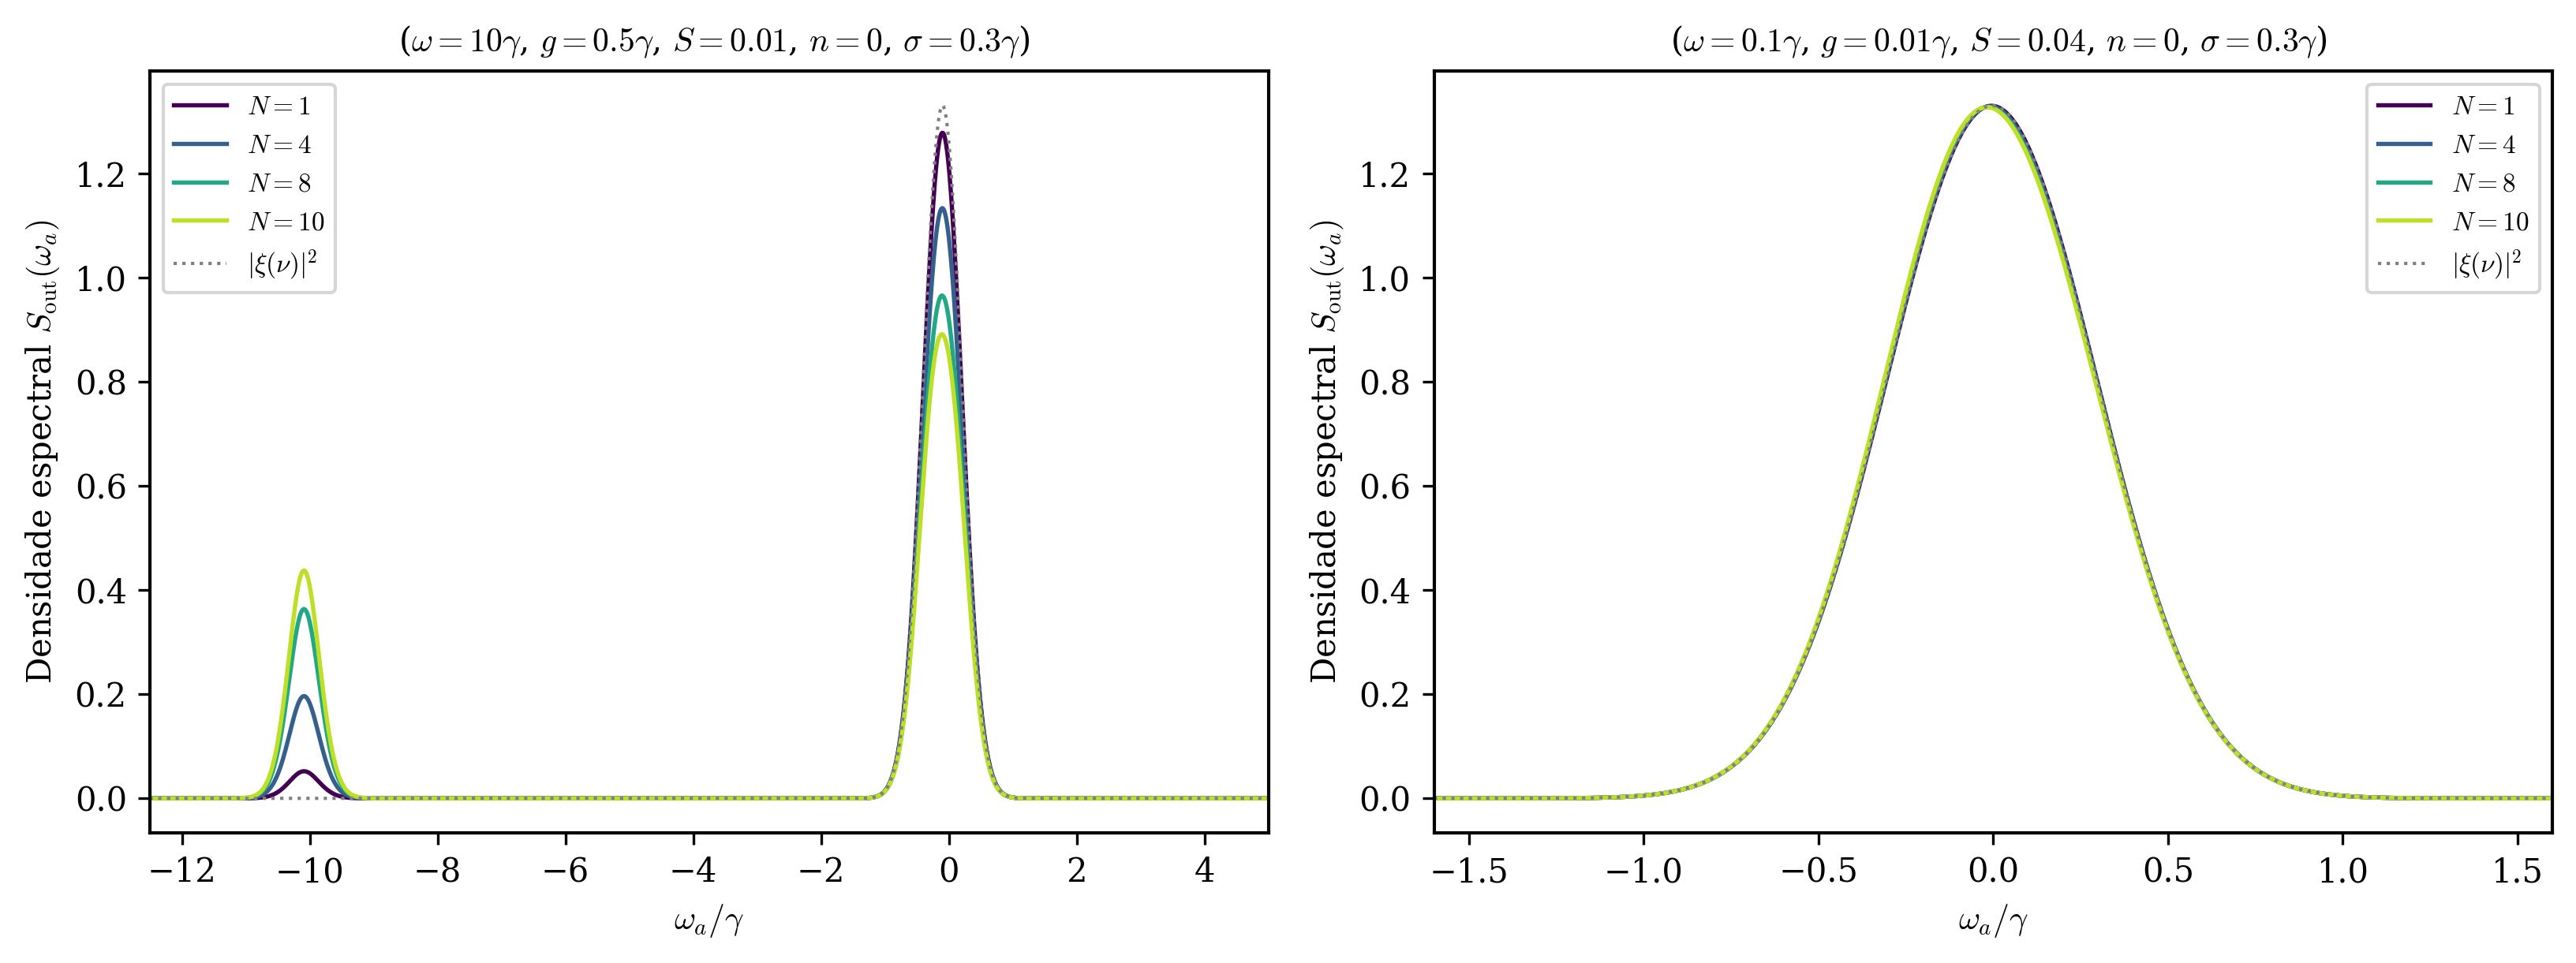 (ω = 10γ, g = 0.5γ, S = 0.01, n = 0, σ = 0.3γ)
Densidade espectral S_out(ω_a)
1.2
1.0
0.8
0.6
0.4
0.2
0.0
N = 1
N = 4
N = 8
N = 10
|ξ(ν)|²
−12 −10 −8 −6 −4 −2 0 2 4
ω_a/γ
(ω = 0.1γ, g = 0.01γ, S = 0.04, n = 0, σ = 0.3γ)
Densidade espectral S_out(ω_a)
1.2
1.0
0.8
0.6
0.4
0.2
0.0
N = 1
N = 4
N = 8
N = 10
|ξ(ν)|²
−1.5 −1.0 −0.5 0.0 0.5 1.0 1.5
ω_a/γ